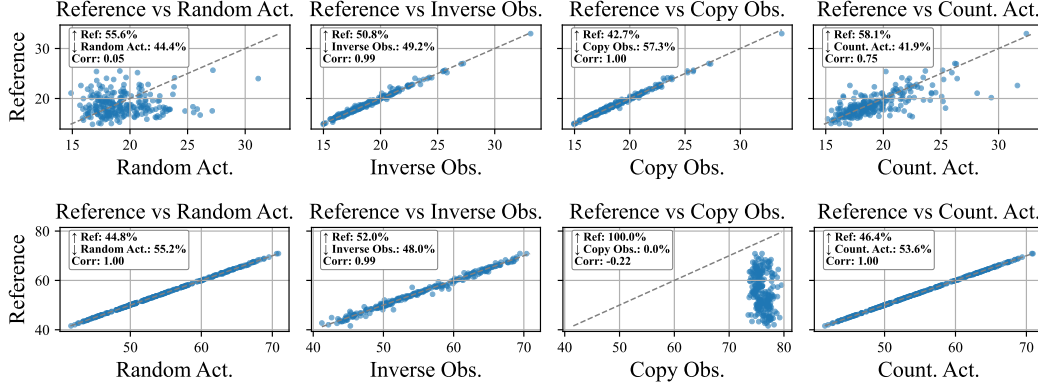 Reference vs Random Act.
Reference vs Inverse Obs.
Reference vs Copy Obs.
Reference vs Count. Act.
↑ Ref: 55.6%
↓ Random Act.: 44.4%
Corr: 0.05
↑ Ref: 50.8%
↓ Inverse Obs.: 49.2%
Corr: 0.99
↑ Ref: 42.7%
↓ Copy Obs.: 57.3%
Corr: 1.00
↑ Ref: 58.1%
↓ Count. Act.: 41.9%
Corr: 0.75
Reference
30
20
15 20 25 30
15 20 25 30
15 20 25 30
15 20 25 30
Random Act.
Inverse Obs.
Copy Obs.
Count. Act.
Reference vs Random Act.
Reference vs Inverse Obs.
Reference vs Copy Obs.
Reference vs Count. Act.
↑ Ref: 44.8%
↓ Random Act.: 55.2%
Corr: 1.00
↑ Ref: 52.0%
↓ Inverse Obs.: 48.0%
Corr: 0.99
↑ Ref: 100.0%
↓ Copy Obs.: 0.0%
Corr: -0.22
↑ Ref: 46.4%
↓ Count. Act.: 53.6%
Corr: 1.00
Reference
80
60
40
50 60 70
40 50 60 70
40 50 60 70 80
50 60 70
Random Act.
Inverse Obs.
Copy Obs.
Count. Act.